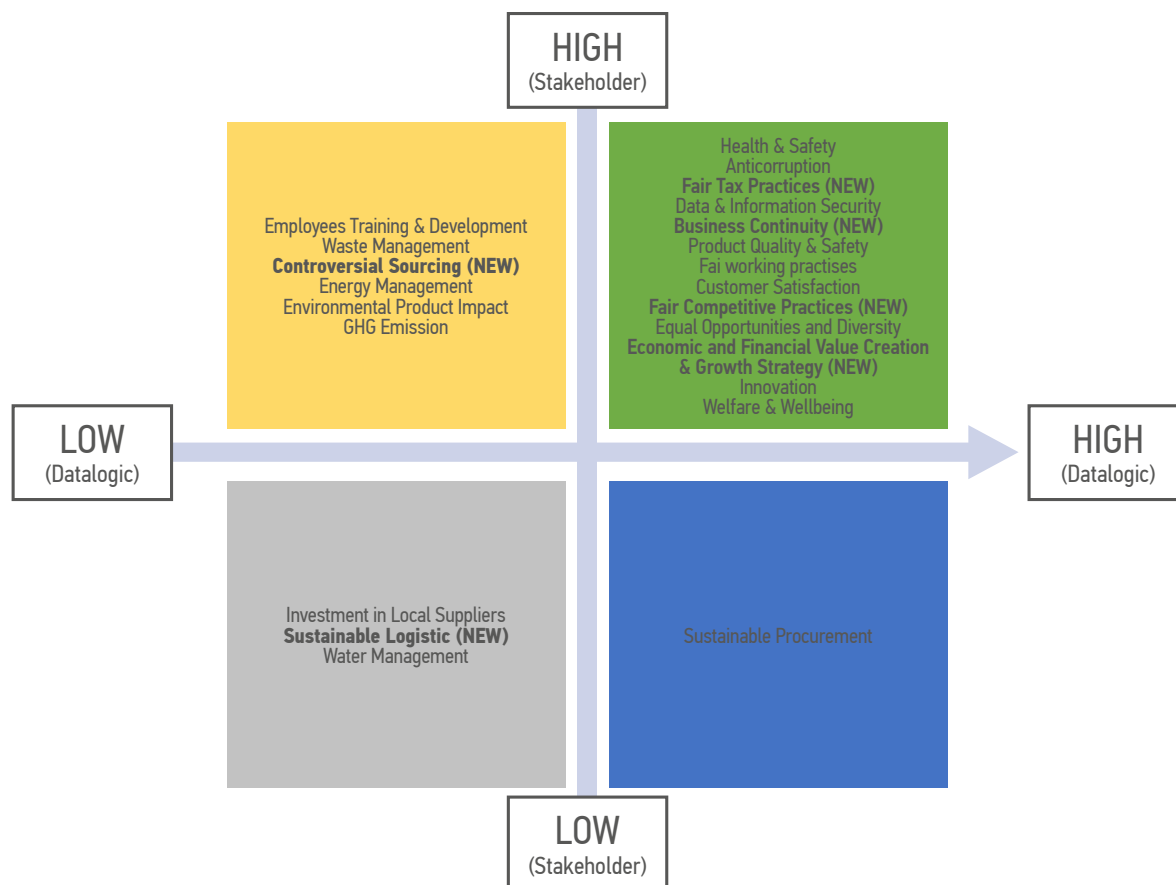 HIGH
(Stakeholder)
Employees Training & Development
Waste Management
Controversial Sourcing (NEW)
Energy Management
Environmental Product Impact
GHG Emission
Health & Safety
Anticorruption
Fair Tax Practices (NEW)
Data & Information Security
Business Continuity (NEW)
Product Quality & Safety
Fai working practises
Customer Satisfaction
Fair Competitive Practices (NEW)
Equal Opportunities and Diversity
Economic and Financial Value Creation
& Growth Strategy (NEW)
Innovation
Welfare & Wellbeing
LOW
(Datalogic)
HIGH
(Datalogic)
Investment in Local Suppliers
Sustainable Logistic (NEW)
Water Management
Sustainable Procurement
LOW
(Stakeholder)